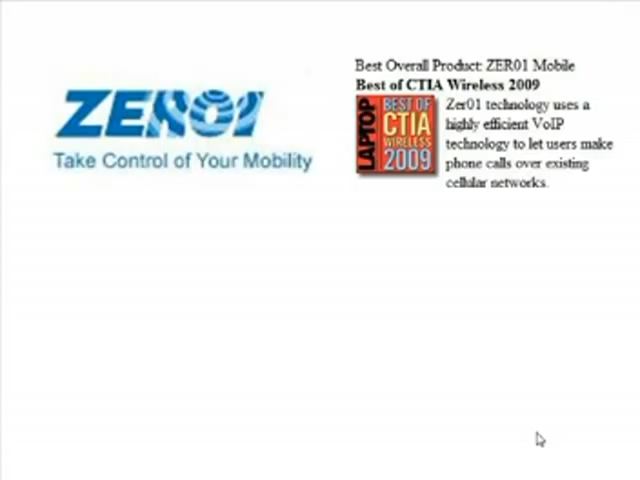 ZER01
Take Control of Your Mobility
Best Overall Product: ZER01 Mobile
Best of CTIA Wireless 2009
LAPTOP
BEST OF
CTIA
WIRELESS
2009
Zer01 technology uses a
highly efficient VoIP
technology to let users make
phone calls over existing
cellular networks.